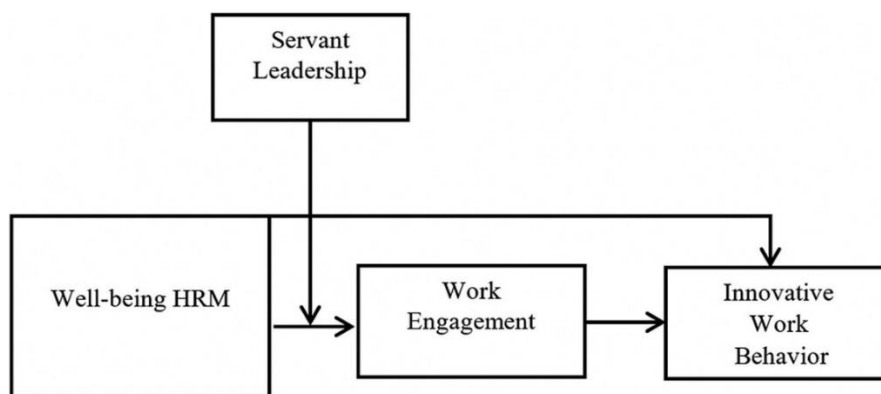 Servant
Leadership
Well-being HRM
Work
Engagement
Innovative
Work
Behavior